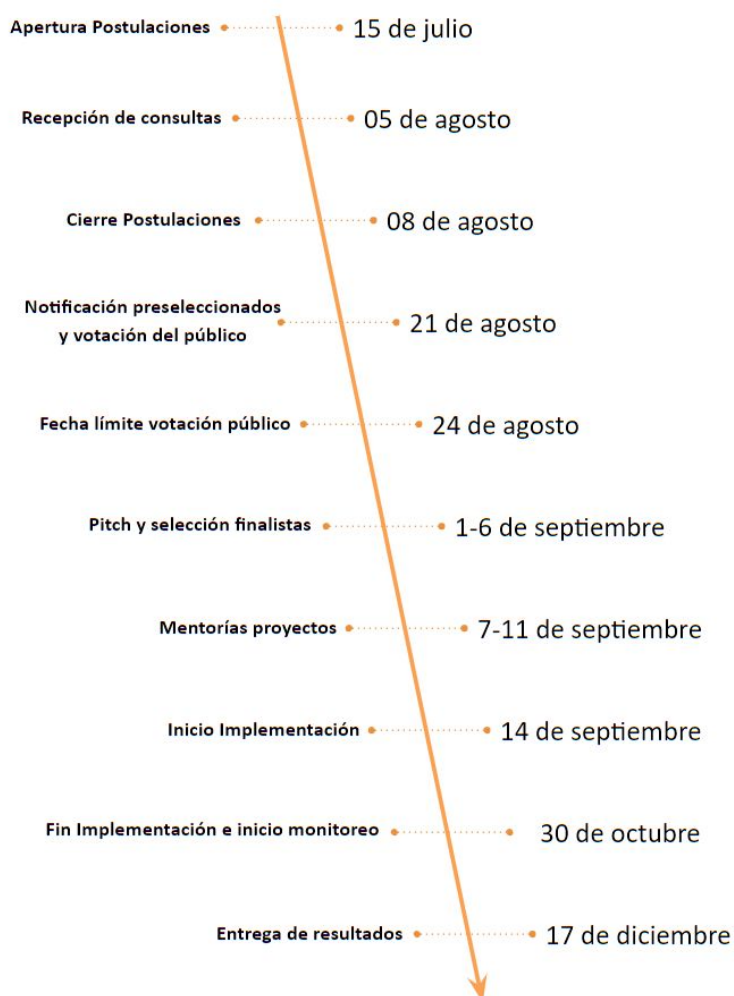 Apertura Postulaciones 15 de julio
Recepción de consultas 05 de agosto
Cierre Postulaciones 08 de agosto
Notificación preseleccionados
y votación del público 21 de agosto
Fecha límite votación público 24 de agosto
Pitch y selección finalistas 1-6 de septiembre
Mentorías proyectos 7-11 de septiembre
Inicio Implementación 14 de septiembre
Fin Implementación e inicio monitoreo 30 de octubre
Entrega de resultados 17 de diciembre